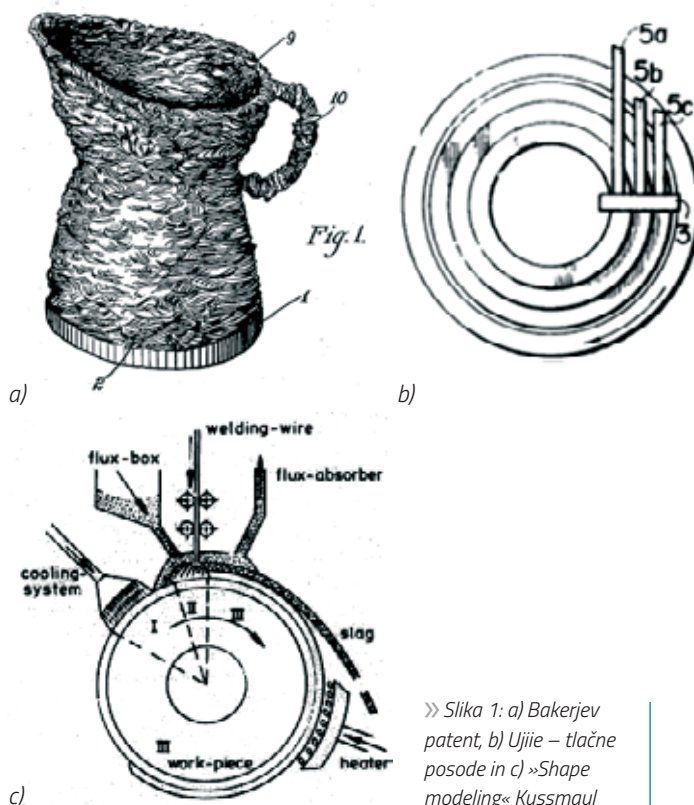 9
10
Fig. 1.
1
2
a)
5a
5b
5c
3
b)
welding-wire
flux-box
flux-absorber
cooling-
system
I
II
III
slag
III
work-piece
heater
c)
» Slika 1: a) Bakerjev
patent, b) Ujiie – tlačne
posode in c) »Shape
modeling« Kussmaul